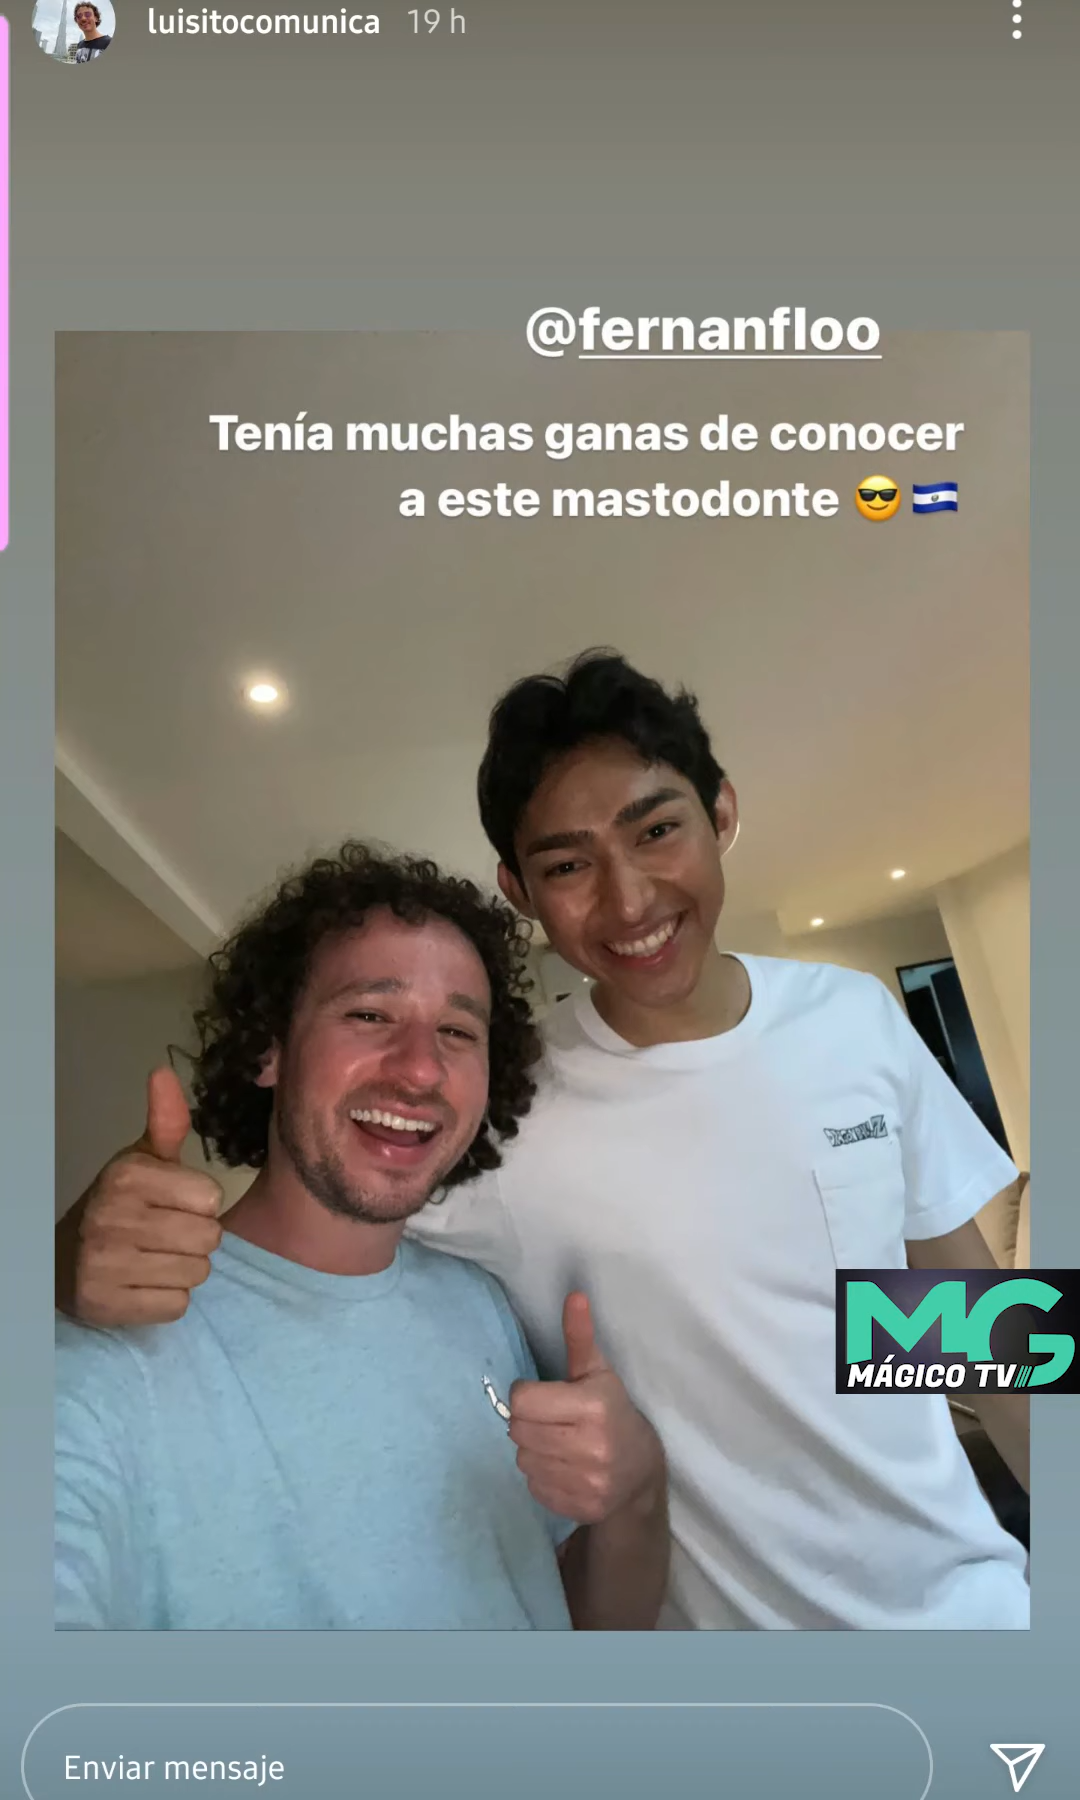 luisitocomunica 19 h
@fernanfloo
Tenía muchas ganas de conocer
a este mastodonte 😎 🇸🇻
MG
MÁGICO TV
Enviar mensaje